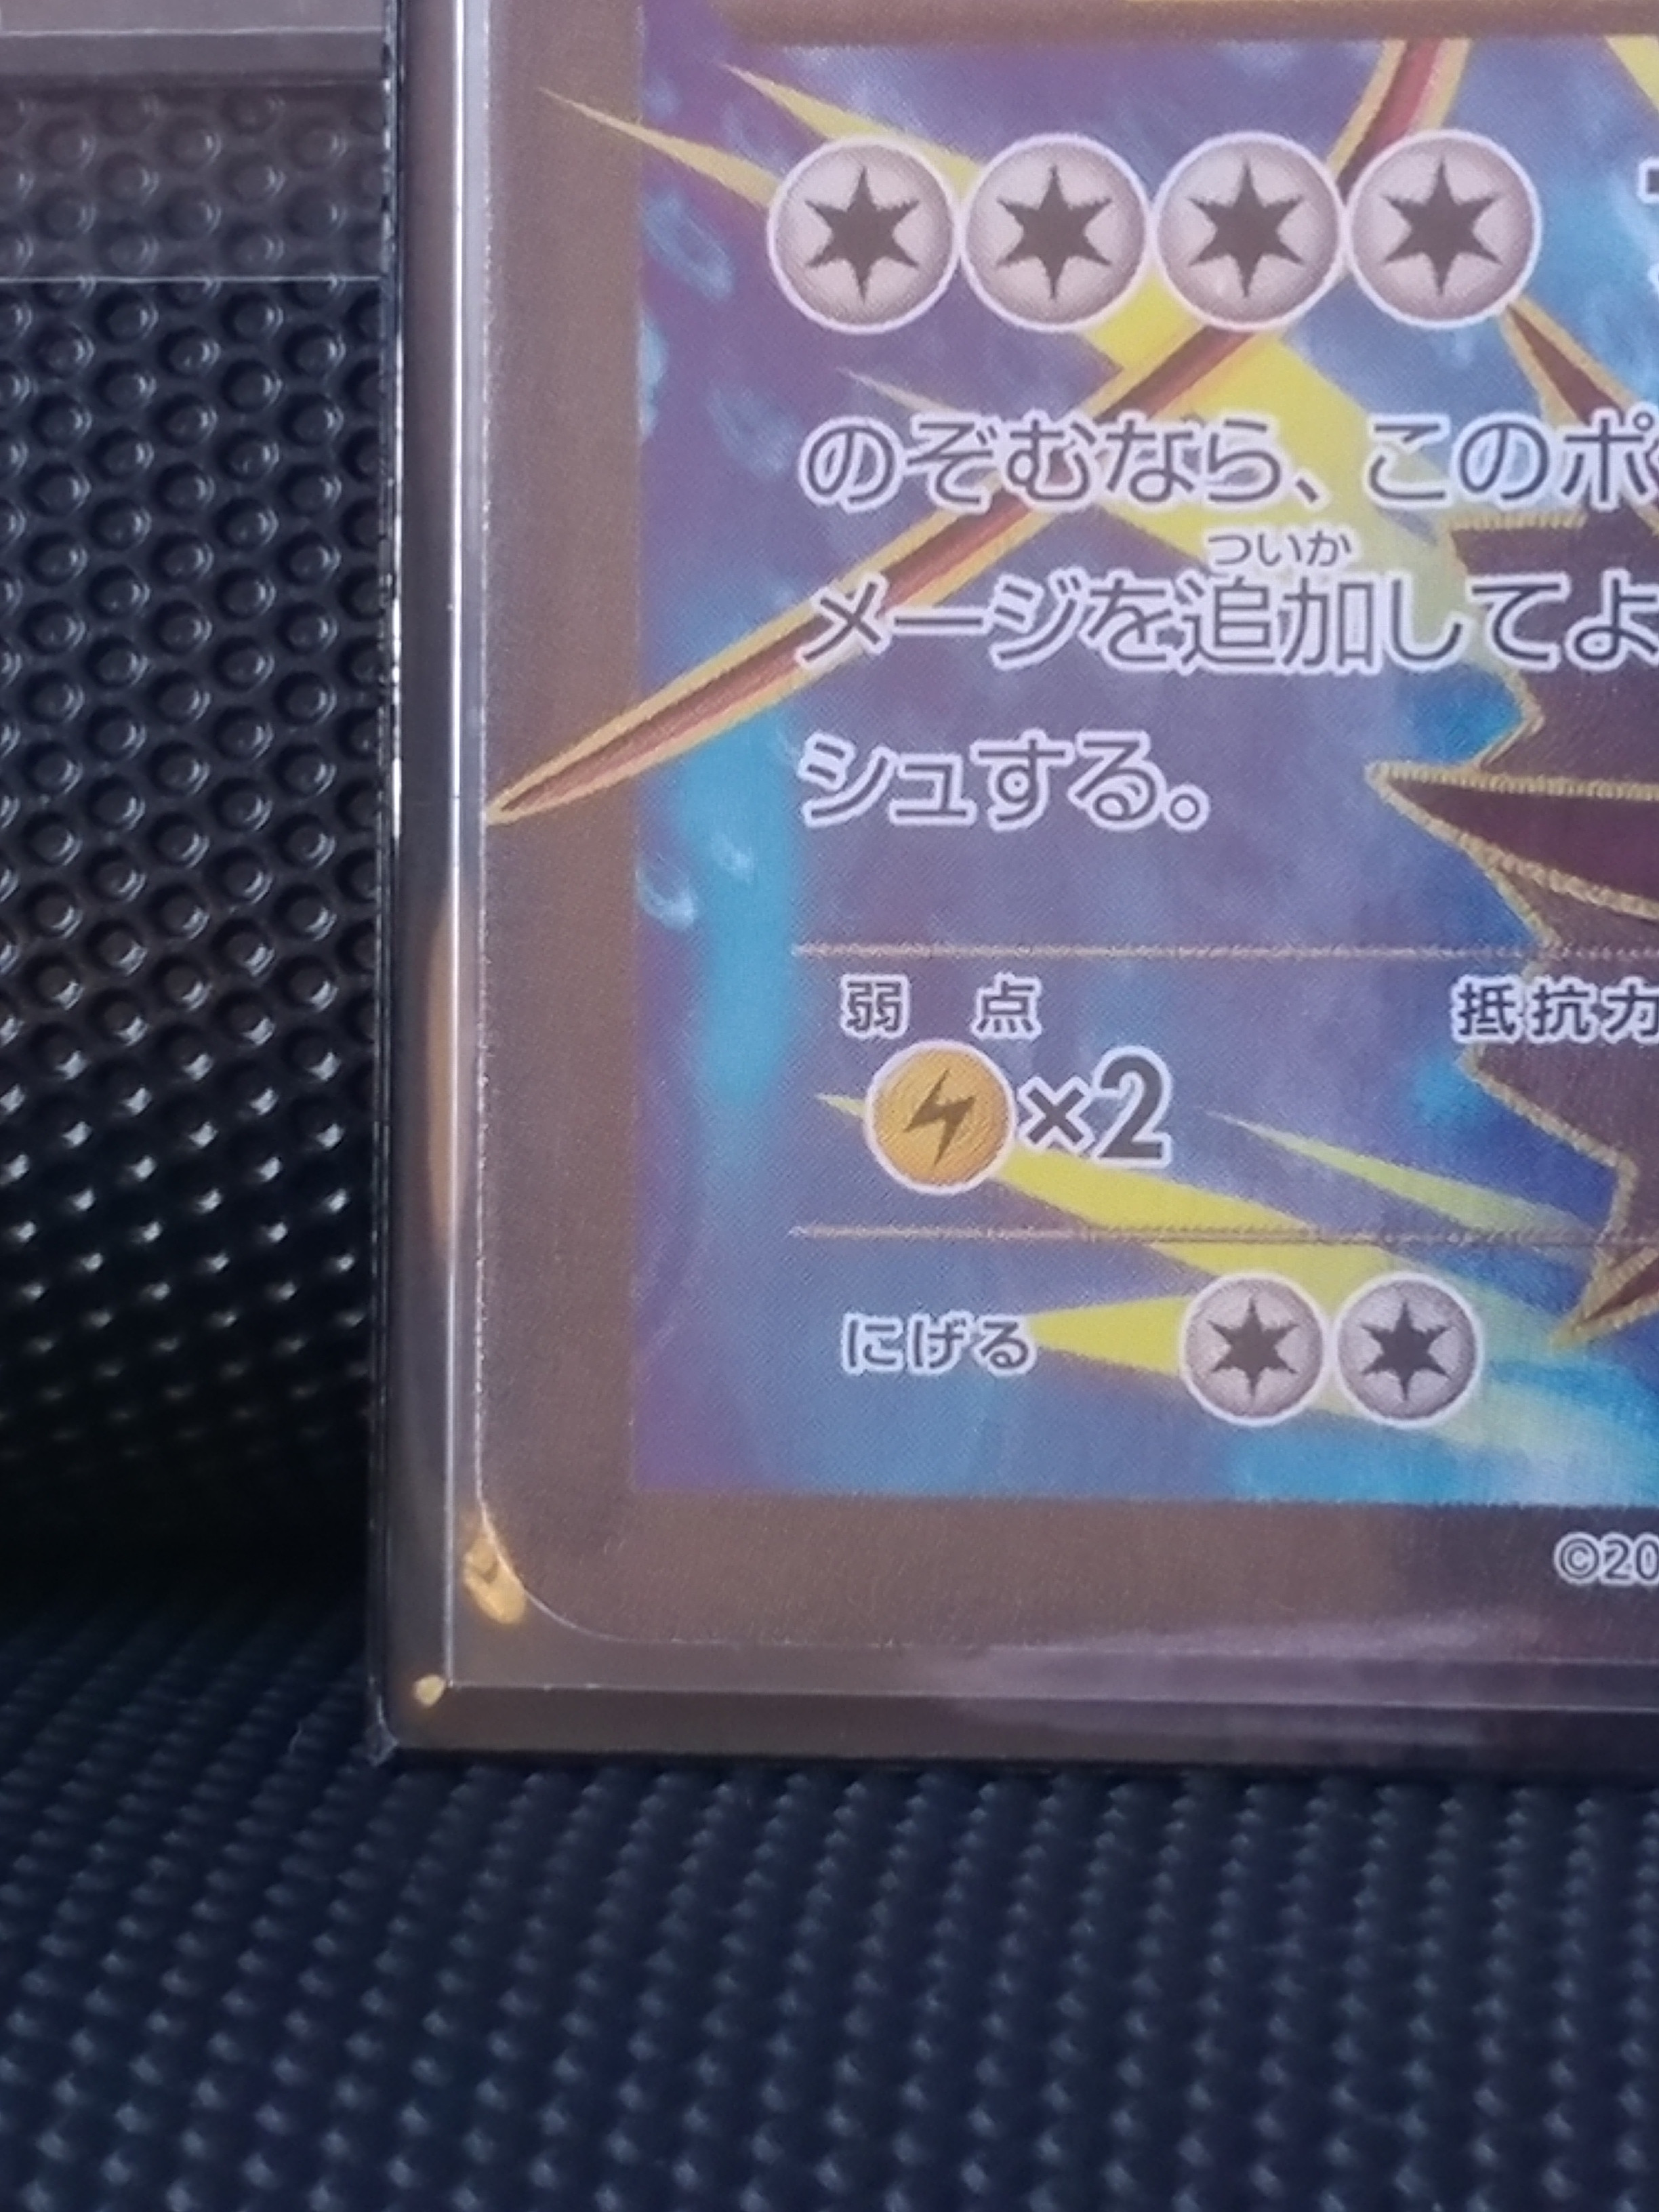 のぞむなら、このポ
ついか
メージを追加してよ
シュする。
弱 点 抵抗力
×2
にげる
©20